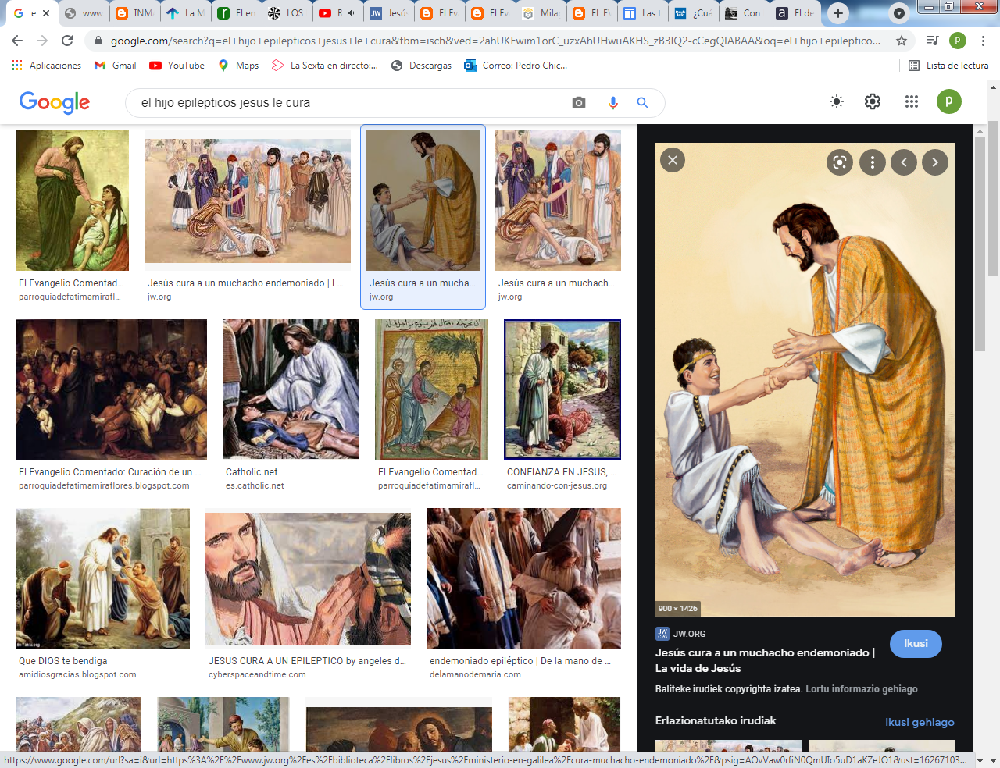 e
www
INM
La M
El en
LOS
R
Jesú
El Ev
El Ev
Mila
EL EV
Las t
¿Cuá
Con
El de
google.com/search?q=el+hijo+epilepticos+jesus+le+cura&tbm=isch&ved=2ahUKEwim1orC_uzxAhUHwuAKHS_zB3IQ2-cCegQIABAA&oq=el+hijo+epileptico...
p
Aplicaciones
Gmail
YouTube
Maps
La Sexta en directo:...
Descargas
Correo: Pedro Chic...
Lista de lectura
Google
el hijo epilepticos jesus le cura
p
El Evangelio Comentad...
parroquiadefatimamirafl...
Jesús cura a un muchacho endemoniado | L...
jw.org
Jesús cura a un mucha...
jw.org
Jesús cura a un muchach...
jw.org
El Evangelio Comentado: Curación de un ...
parroquiadefatimamiraflores.blogspot.com
Catholic.net
es.catholic.net
El Evangelio Comentad...
parroquiadefatimamirafl...
CONFIANZA EN JESUS, ...
caminando-con-jesus.org
Que DIOS te bendiga
amidiosgracias.blogspot.com
JESUS CURA A UN EPILEPTICO by angeles d...
cyberspaceandtime.com
endemoniado epiléptico | De la mano de ...
delamanodemaria.com
900 × 1426
JW.ORG
JW.ORG
Jesús cura a un muchacho endemoniado |
La vida de Jesús
Ikusi
Baliteke irudiek copyrighta izatea. Lortu informazio gehiago
Erlazionatutako irudiak
Ikusi gehiago
https://www.google.com/url?sa=i&url=https%3A%2F%2Fwww.jw.org%2Fes%2Fbiblioteca%2Flibros%2Fjesus%2Fministerio-en-galilea%2Fcura-muchacho-endemoniado%2F&psig=AOvVaw0rfiN0QmUIo5uD1aKZeJO1&ust=16267103...